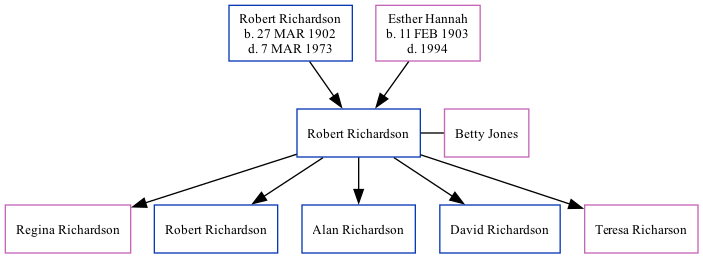 Robert Richardson
b. 27 MAR 1902
d. 7 MAR 1973
Esther Hannah
b. 11 FEB 1903
d. 1994
Robert Richardson
Betty Jones
Regina Richardson
Robert Richardson
Alan Richardson
David Richardson
Teresa Richarson